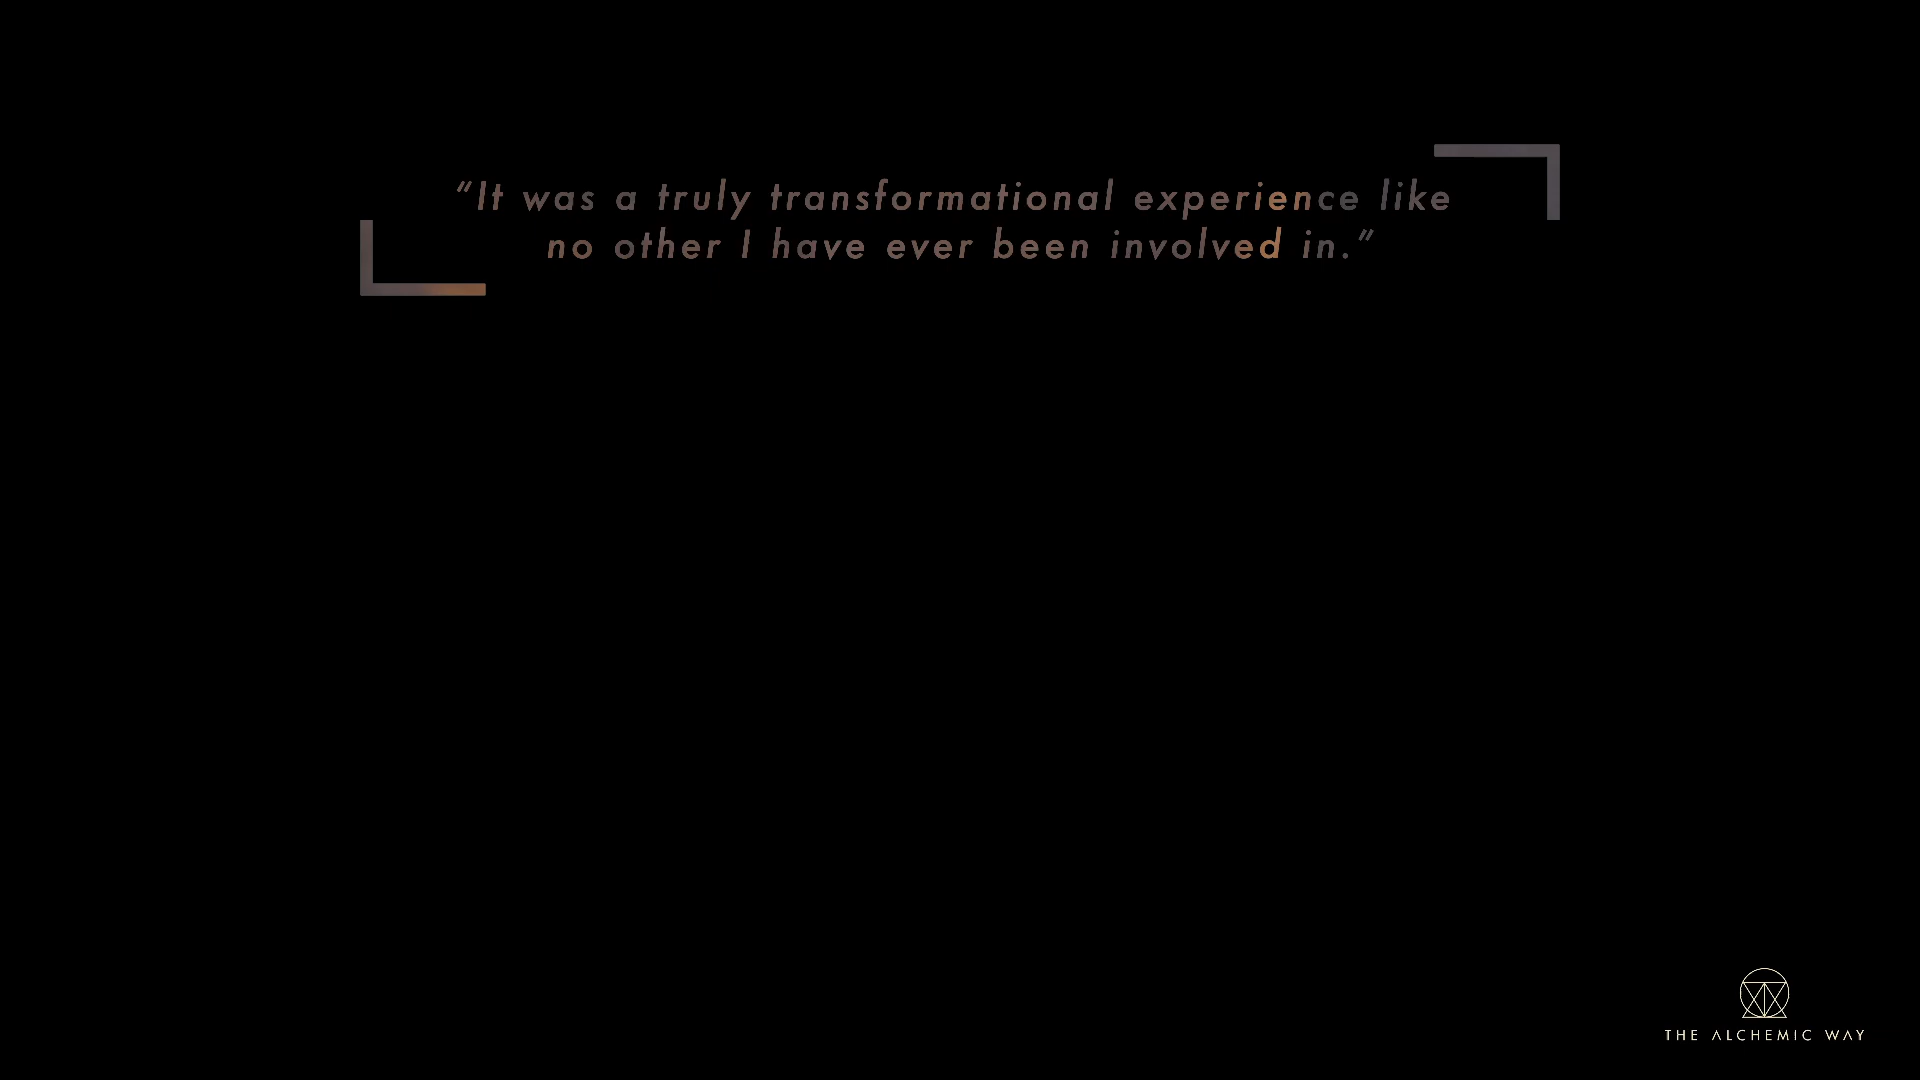 “It was a truly transformational experience like
no other I have ever been involved in.”
THE ALCHEMIC WAY